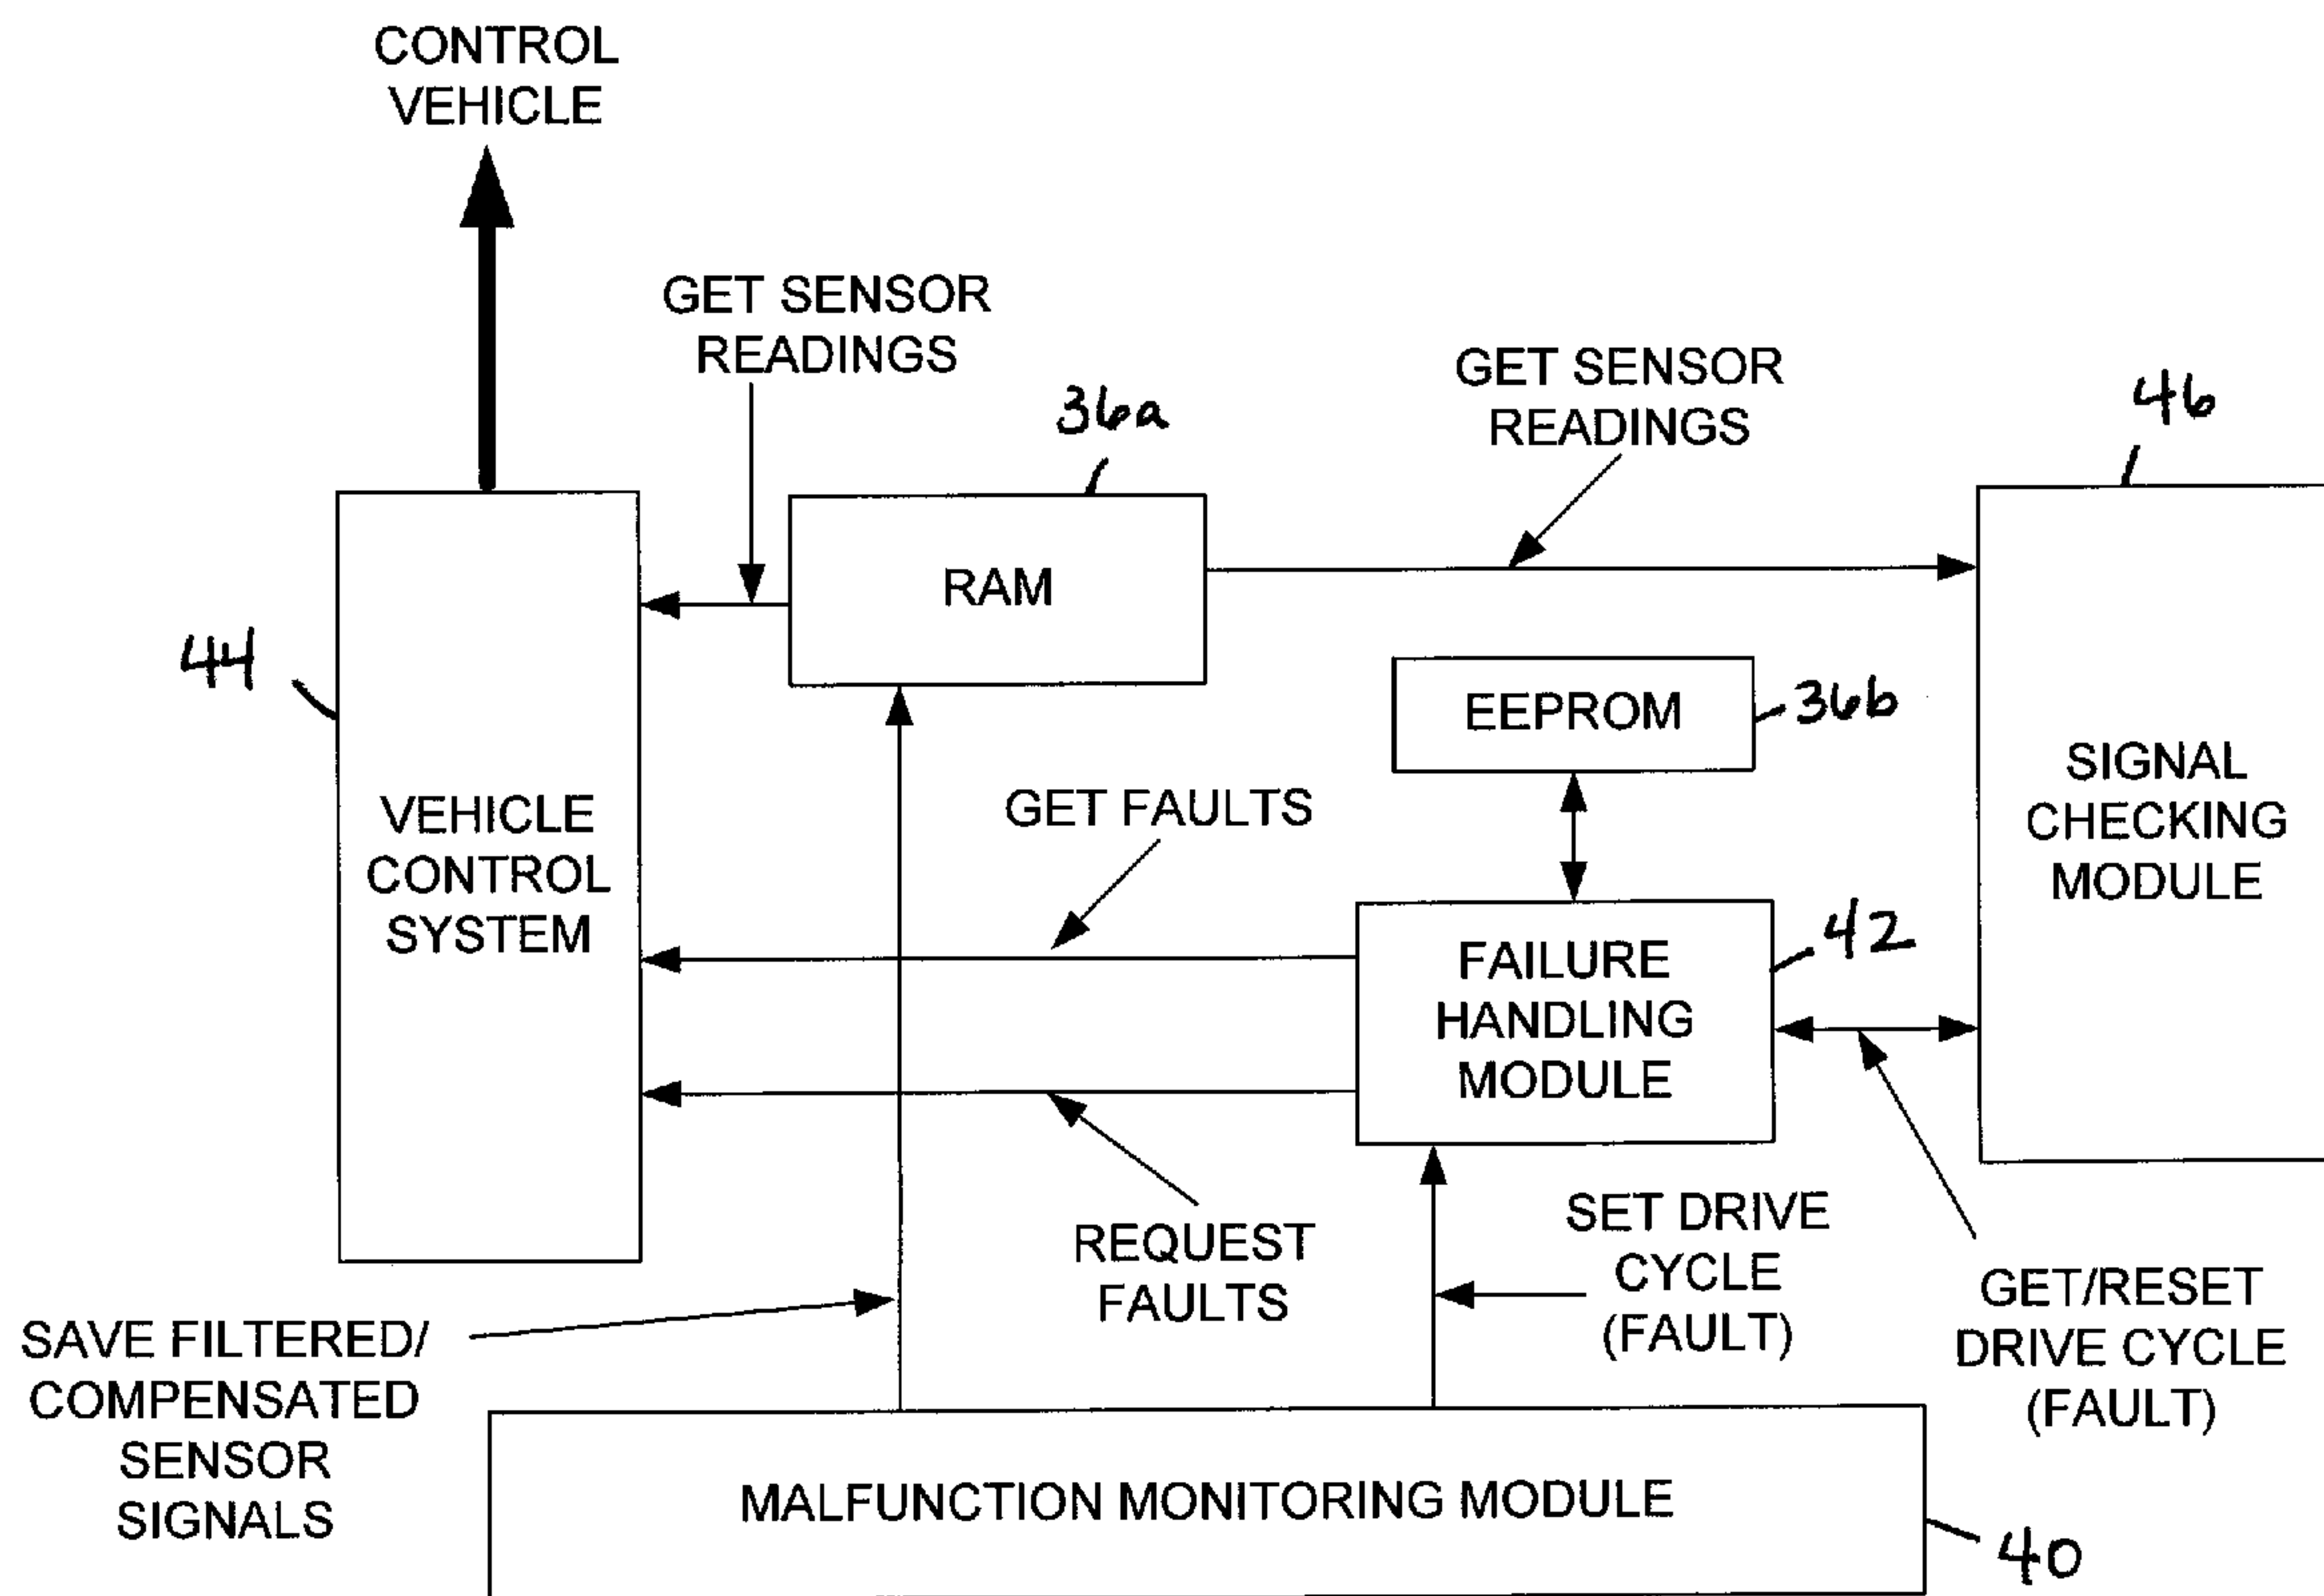 CONTROL
VEHICLE
GET SENSOR
READINGS
GET SENSOR
READINGS
36a
46
RAM
44
EEPROM
36b
SIGNAL
CHECKING
MODULE
VEHICLE
CONTROL
SYSTEM
GET FAULTS
42
FAILURE
HANDLING
MODULE
REQUEST
FAULTS
SET DRIVE
CYCLE
(FAULT)
GET/RESET
DRIVE CYCLE
(FAULT)
SAVE FILTERED/
COMPENSATED
SENSOR
SIGNALS
MALFUNCTION MONITORING MODULE
40